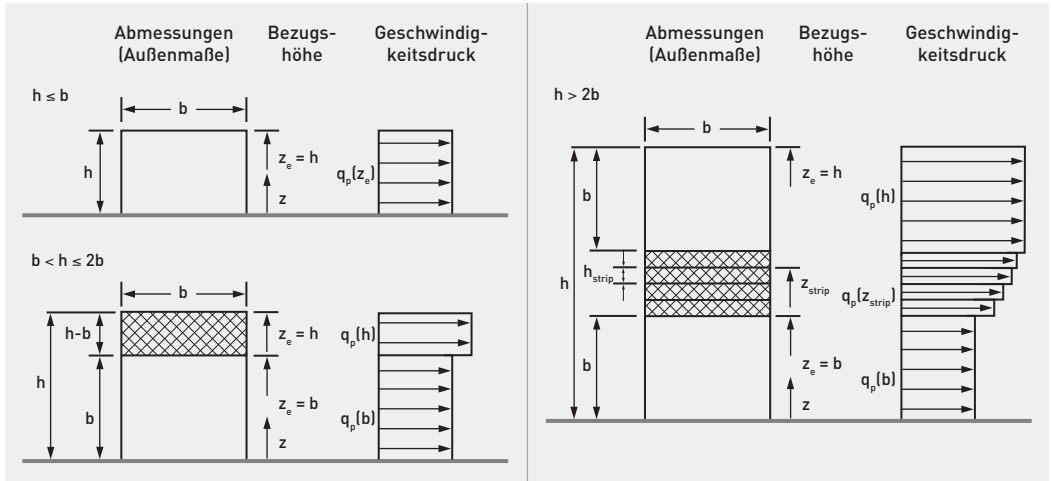 Abmessungen
(Außenmaße)
Bezugs-
höhe
Geschwindig-
keitsdruck
h ≤ b
b
h
z_e = h
z
q_p(z_e)
b < h ≤ 2b
b
h-b
h
b
z_e = h
z_e = b
z
q_p(h)
q_p(b)
Abmessungen
(Außenmaße)
Bezugs-
höhe
Geschwindig-
keitsdruck
h > 2b
b
h
b
h_strip
b
z_e = h
z_strip
z_e = b
z
q_p(h)
q_p(z_strip)
q_p(b)